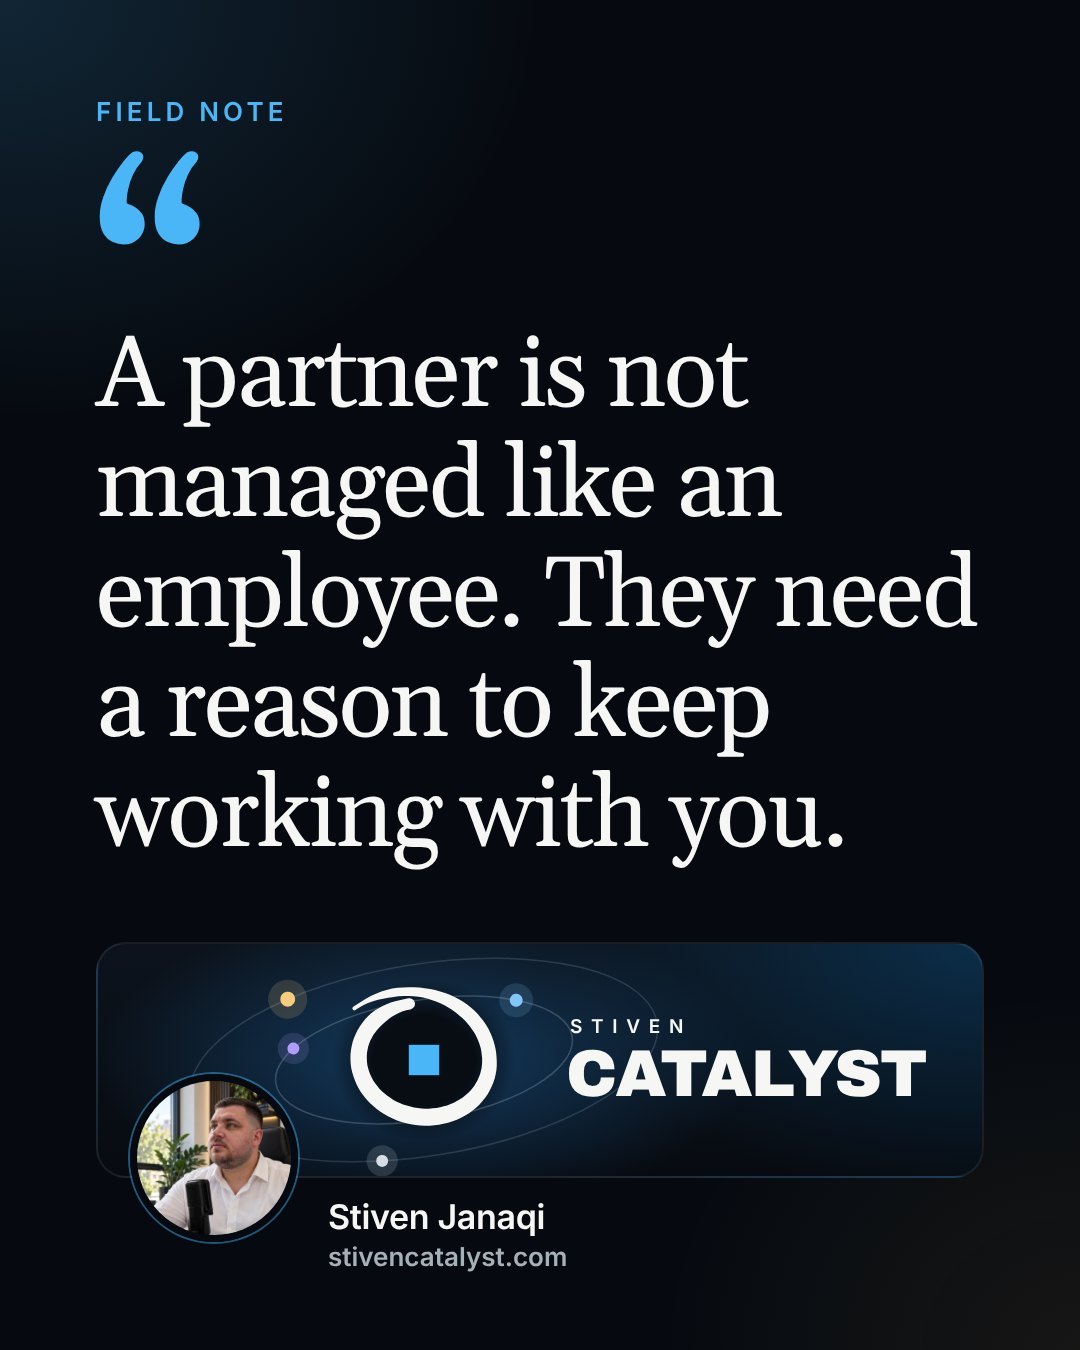 FIELD NOTE
“
A partner is not
managed like an
employee. They need
a reason to keep
working with you.
STIVEN
CATALYST
Stiven Janaqi
stivencatalyst.com